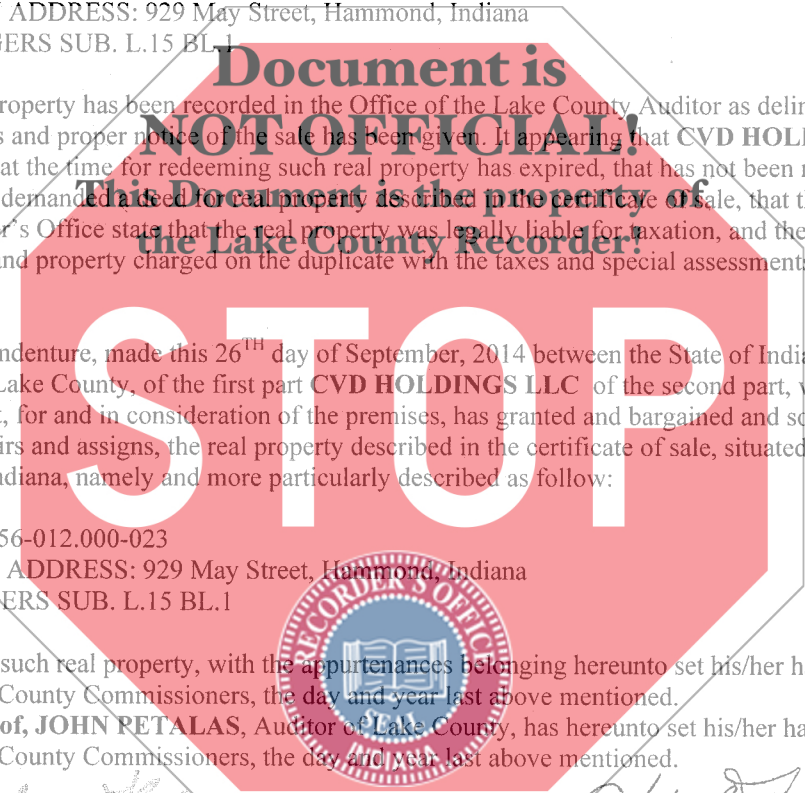 ADDRESS: 929 May Street, Hammond, Indiana
GERS SUB. L.15 BL.1
Document is
roperty has been recorded in the Office of the Lake County Auditor as delin
NOT OFFICIAL!
s and proper notice of the sale has been given. It appearing that CVD HOL
at the time for redeeming such real property has expired, that has not been
This Document is the property of
demanded a deed for real property described in the certificate of sale, that
r's Office state that the real property was legally liable for taxation, and the
the Lake County Recorder!
nd property charged on the duplicate with the taxes and special assessments
STOP
ndenture, made this 26TH day of September, 2014 between the State of India
Lake County, of the first part CVD HOLDINGS LLC of the second part,
, for and in consideration of the premises, has granted and bargained and so
irs and assigns, the real property described in the certificate of sale, situated
ndiana, namely and more particularly described as follow:
56-012.000-023
ADDRESS: 929 May Street, Hammond, Indiana
ERS SUB. L.15 BL.1
RECORDER'S OFFICE
such real property, with the appurtenances belonging hereunto set his/her h
County Commissioners, the day and year last above mentioned.
SEAL
of, JOHN PETALAS, Auditor of Lake County, has hereunto set his/her ha
INDIANA
County Commissioners, the day and year last above mentioned.